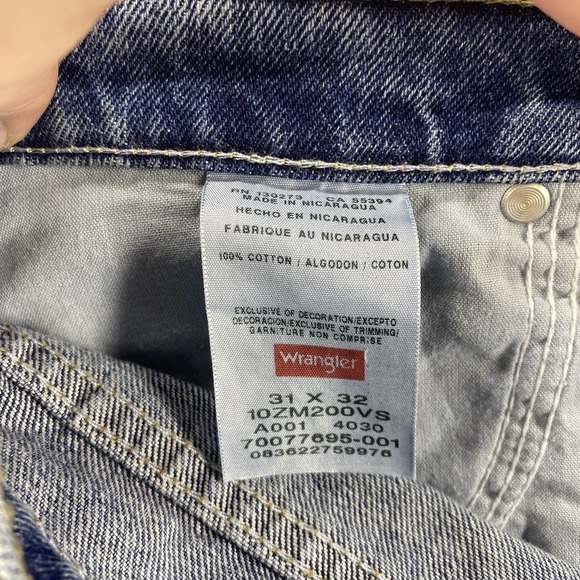 RN 130273 CA 55394
MADE IN NICARAGUA
HECHO EN NICARAGUA
FABRIQUE AU NICARAGUA
100% COTTON / ALGODON / COTON
EXCLUSIVE OF DECORATION/EXCEPTO
DECORACION/EXCLUSIVE OF TRIMMING/
GARNITURE NON COMPRISE
Wrangler
31 X 32
10ZM200VS
A001 4030
70077695-001
083622759976